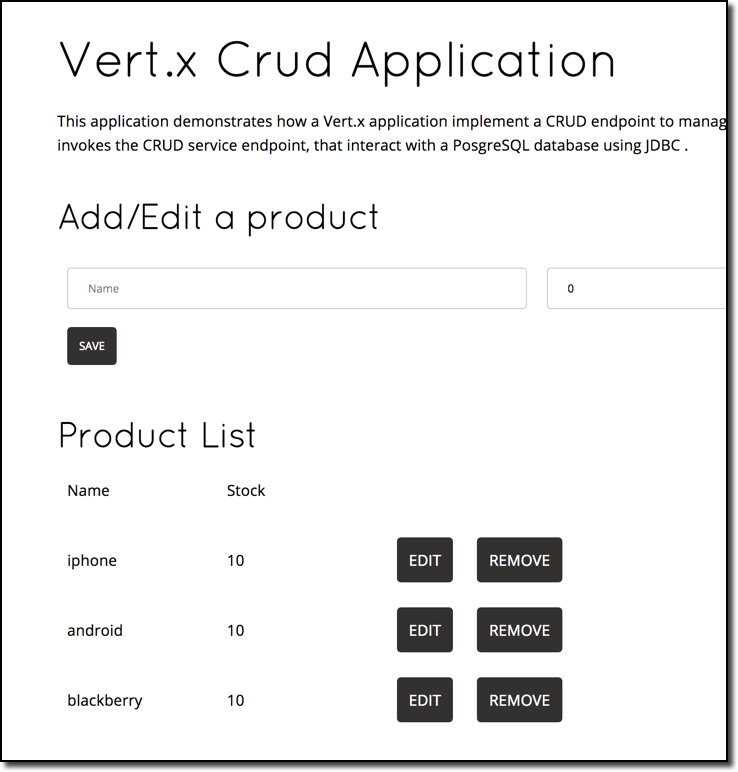 Vert.x Crud Application
This application demonstrates how a Vert.x application implement a CRUD endpoint to manag
invokes the CRUD service endpoint, that interact with a PosgreSQL database using JDBC .
Add/Edit a product
Name 0
SAVE
Product List
Name Stock
iphone 10 EDIT REMOVE
android 10 EDIT REMOVE
blackberry 10 EDIT REMOVE